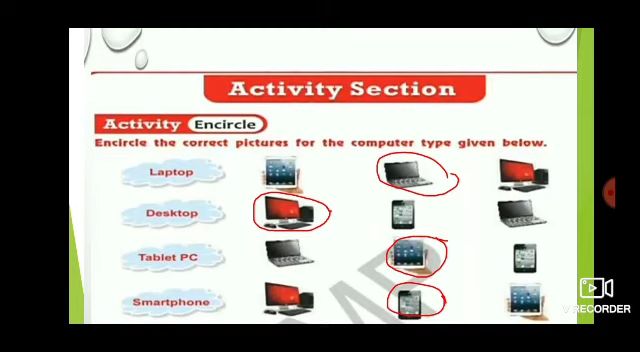 Activity Section
Activity Encircle
Encircle the correct pictures for the computer type given below.
Laptop
Desktop
Tablet PC
Smartphone
V RECORDER